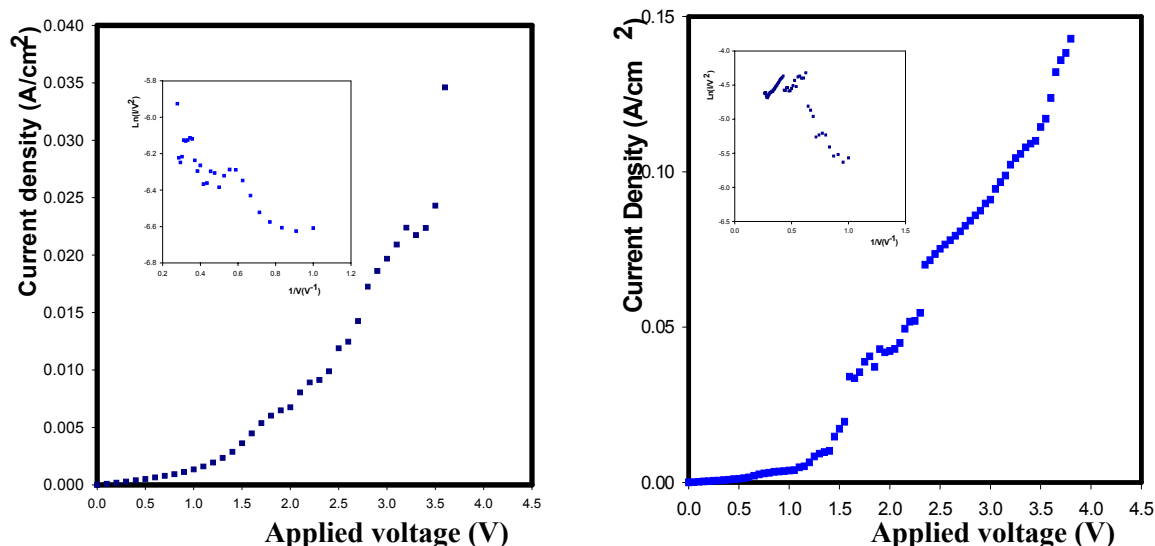 0.040
0.035
0.030
0.025
0.020
0.015
0.010
0.005
0.000
Current density (A/cm²)
0.0 0.5 1.0 1.5 2.0 2.5 3.0 3.5 4.0 4.5
Applied voltage (V)
-5.8
-6.0
-6.2
-6.4
-6.6
-6.8
Ln(I/V²)
0.2 0.4 0.6 0.8 1.0 1.2
1/V(V⁻¹)
0.15
0.10
0.05
0.00
Current Density (A/cm
2)
0.0 0.5 1.0 1.5 2.0 2.5 3.0 3.5 4.0 4.5
Applied voltage (V)
-4.0
-4.5
-5.0
-5.5
-6.0
-6.5
Ln(I/V²)
0.0 0.5 1.0 1.5
1/V(V⁻¹)